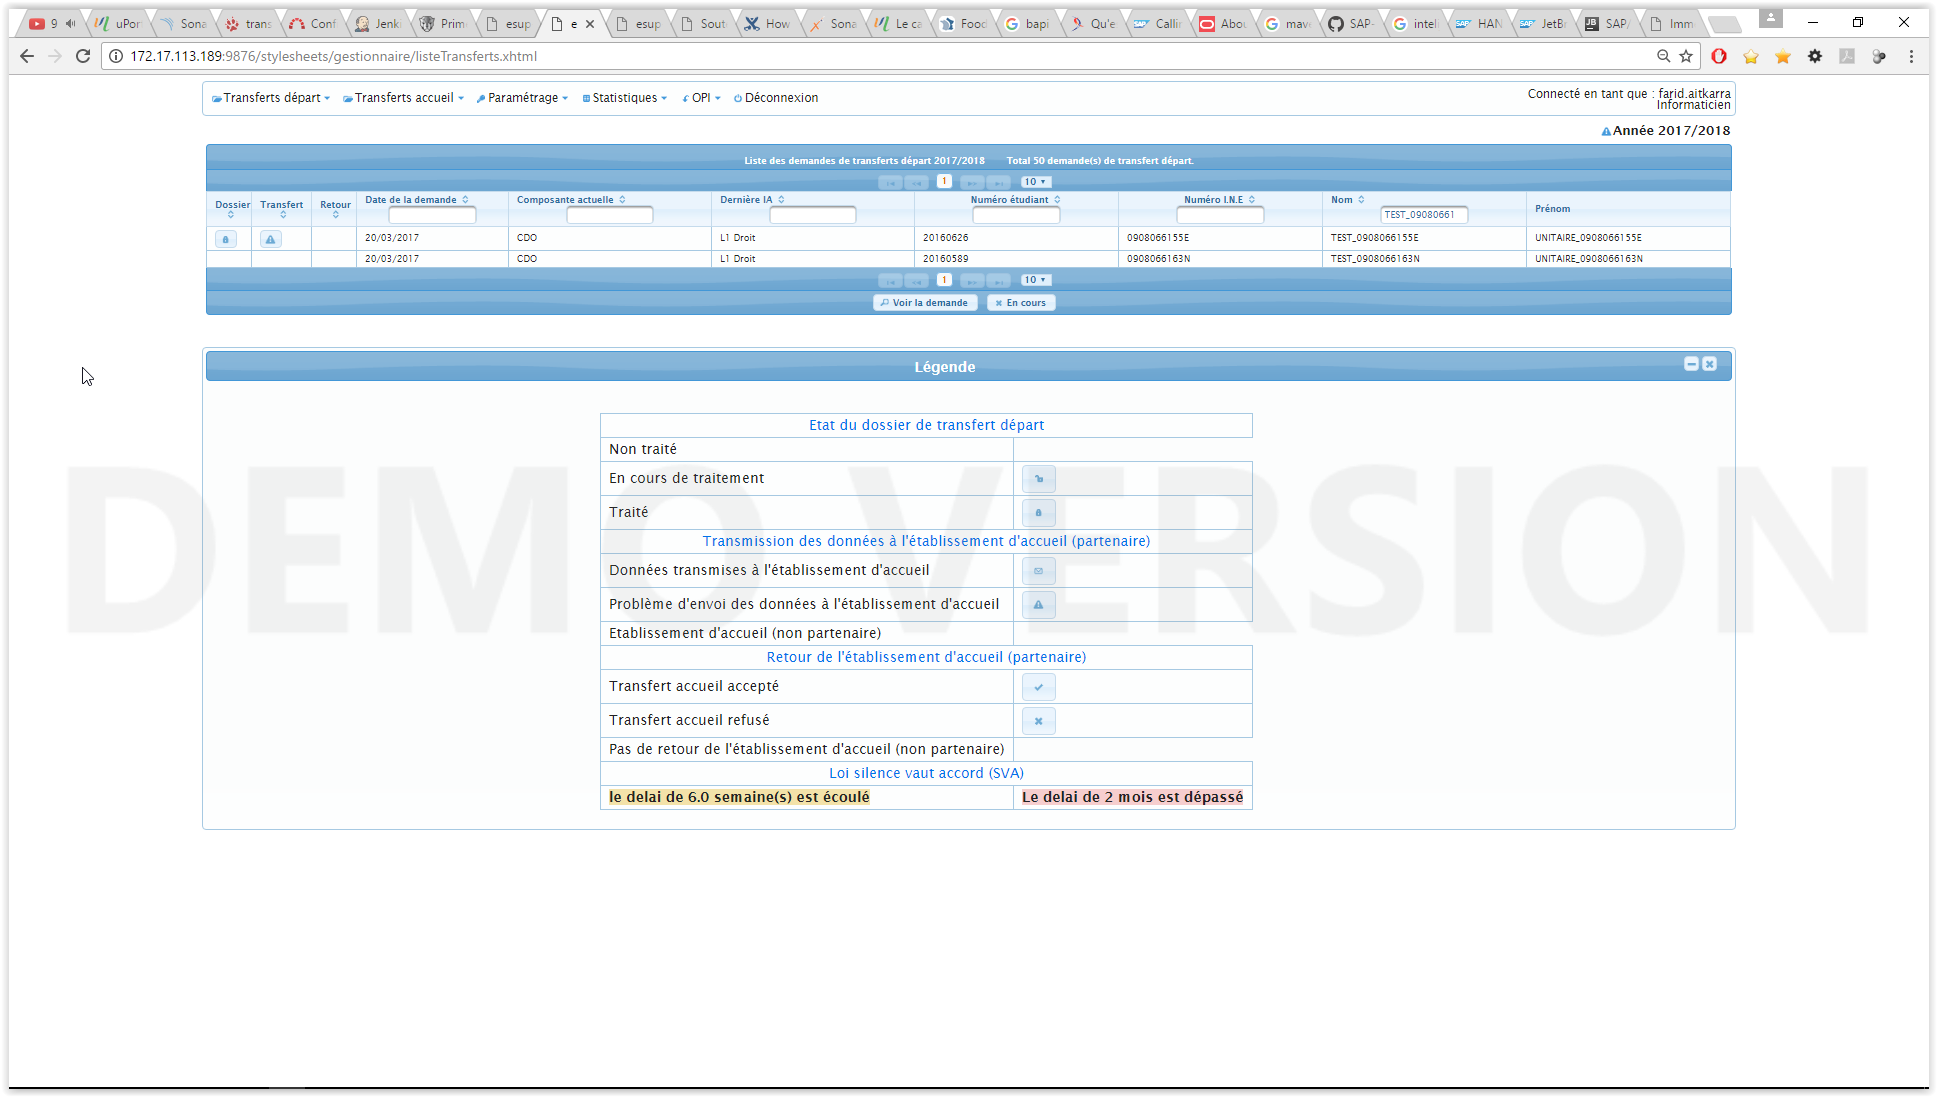 9 uPor Sona trans Conf Jenki Prim esup e esup Sout How Sona Le ca Food bapi Qu'e Callir Abou mave SAP- inteli HAN JetBr SAP/ Imm
172.17.113.189:9876/stylesheets/gestionnaire/listeTransferts.xhtml
Transferts départ Transferts accueil Paramétrage Statistiques OPI Déconnexion
Connecté en tant que : farid.aitkarra
Informaticien
Année 2017/2018
Liste des demandes de transferts départ 2017/2018 Total 50 demande(s) de transfert départ.
1 10
Dossier Transfert Retour Date de la demande Composante actuelle Dernière IA Numéro étudiant Numéro I.N.E Nom Prénom
TEST_09080661
20/03/2017 CDO L1 Droit 20160626 0908066155E TEST_0908066155E UNITAIRE_0908066155E
20/03/2017 CDO L1 Droit 20160589 0908066163N TEST_0908066163N UNITAIRE_0908066163N
1 10
Voir la demande En cours
Légende
Etat du dossier de transfert départ
Non traité
En cours de traitement
Traité
Transmission des données à l'établissement d'accueil (partenaire)
Données transmises à l'établissement d'accueil
Problème d'envoi des données à l'établissement d'accueil
Etablissement d'accueil (non partenaire)
Retour de l'établissement d'accueil (partenaire)
Transfert accueil accepté
Transfert accueil refusé
Pas de retour de l'établissement d'accueil (non partenaire)
Loi silence vaut accord (SVA)
le delai de 6.0 semaine(s) est écoulé Le delai de 2 mois est dépassé
DEMO VERSION